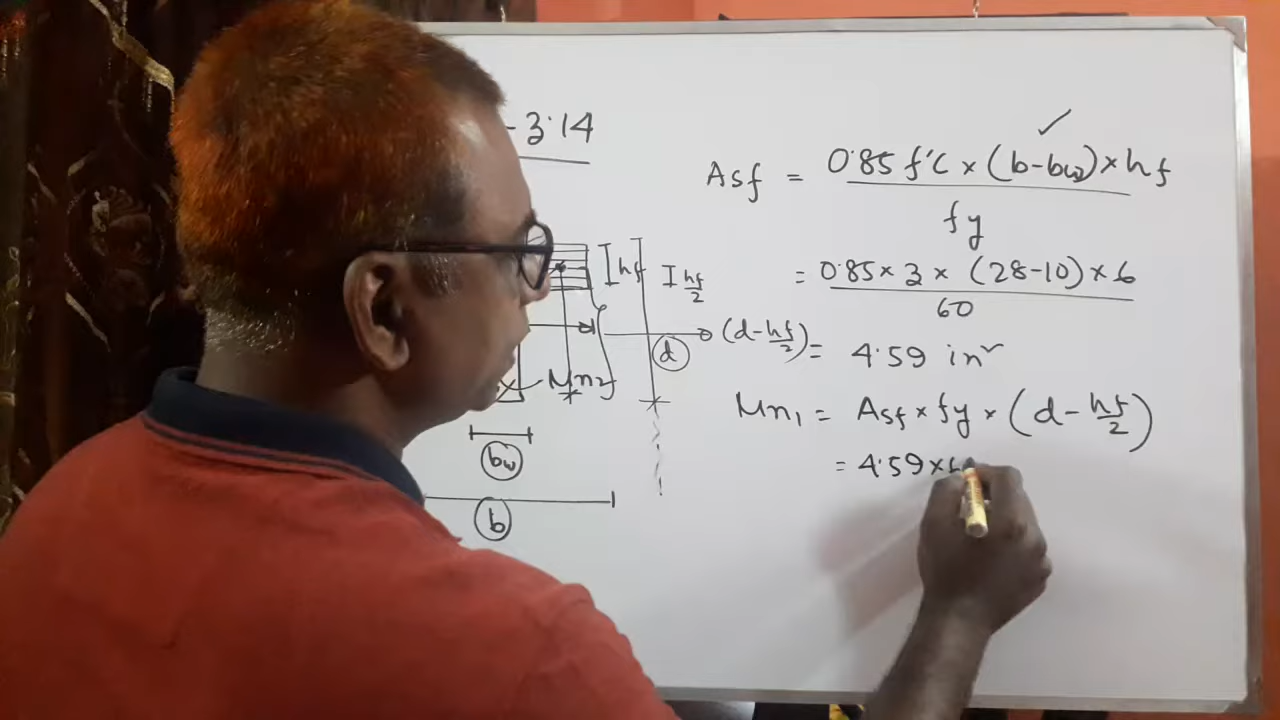 - 3.14
Asf = 0.85 f'c × (b-bw) × hf
fy
= 0.85 × 3 × (28-10) × 6
60
= 4.59 in²
Mn₁ = Asf × fy × (d - hf/2)
= 4.59 × 6
hf
hf/2
(d - hf/2)
d
Mn₂
bw
b